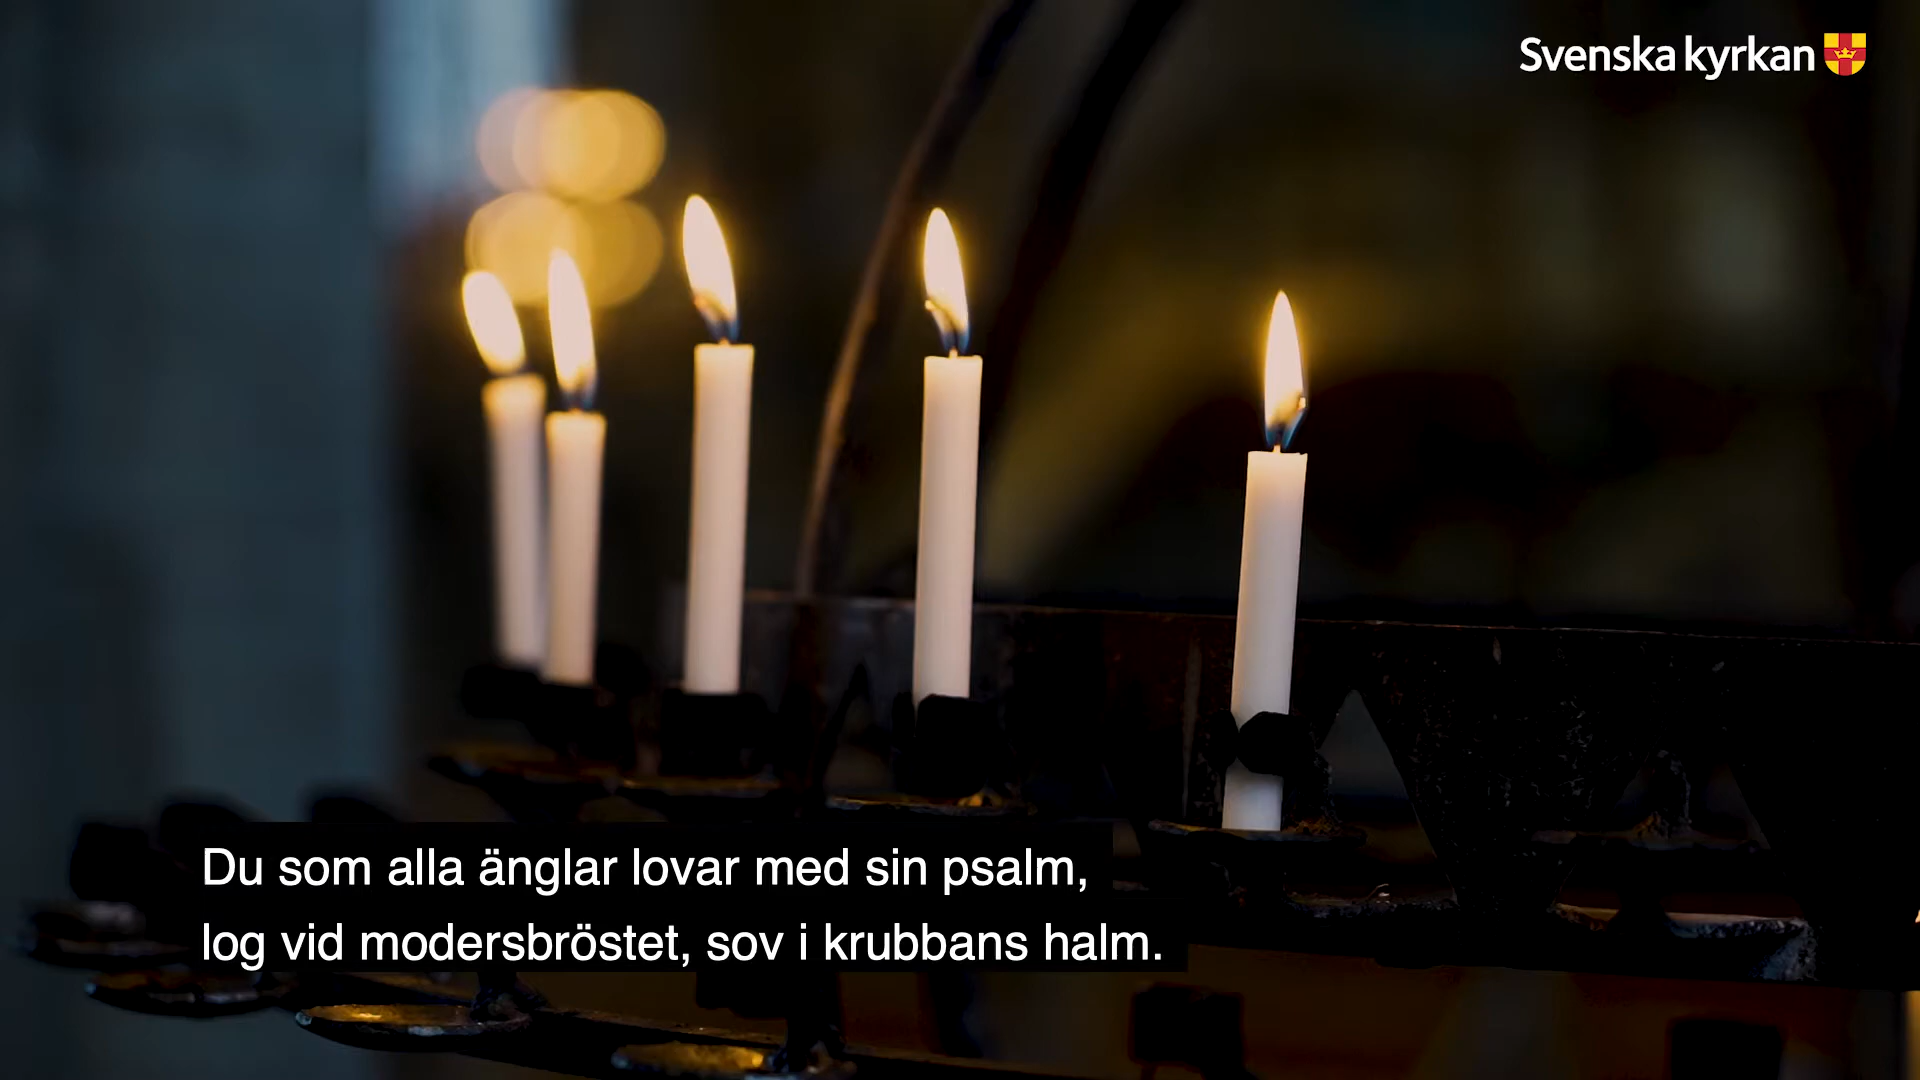 Svenska kyrkan
Du som alla änglar lovar med sin psalm,
log vid modersbröstet, sov i krubbans halm.